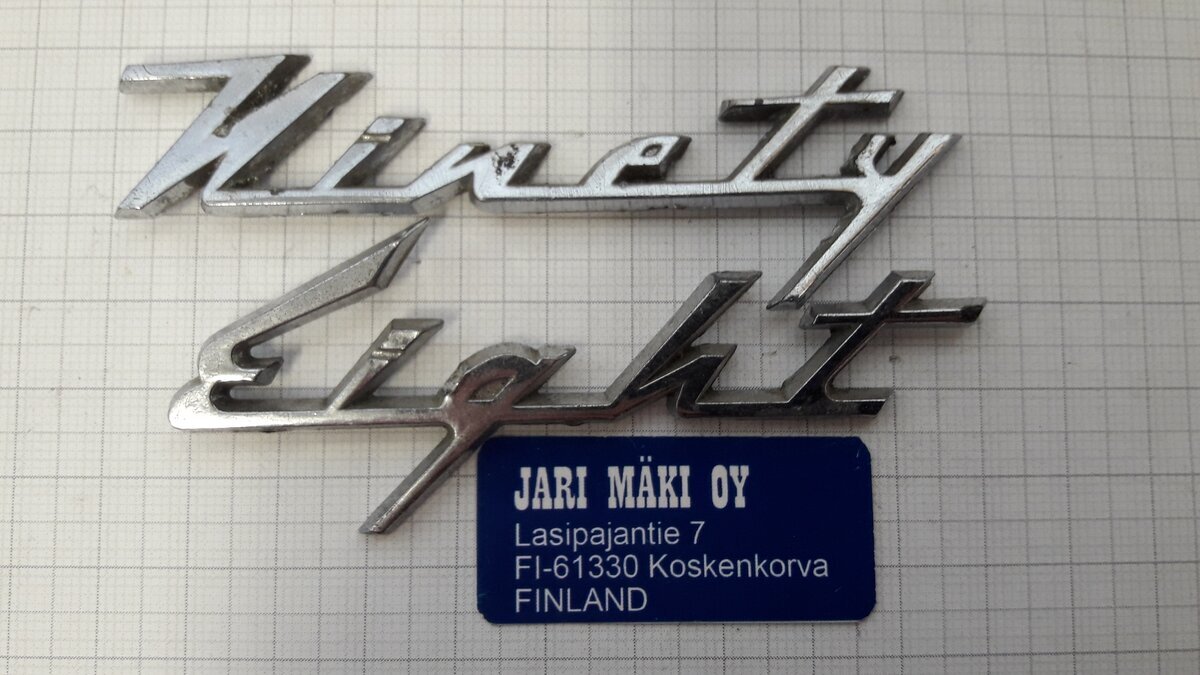 Ninety
Eight
JARI MÄKI OY
Lasipajantie 7
FI-61330 Koskenkorva
FINLAND